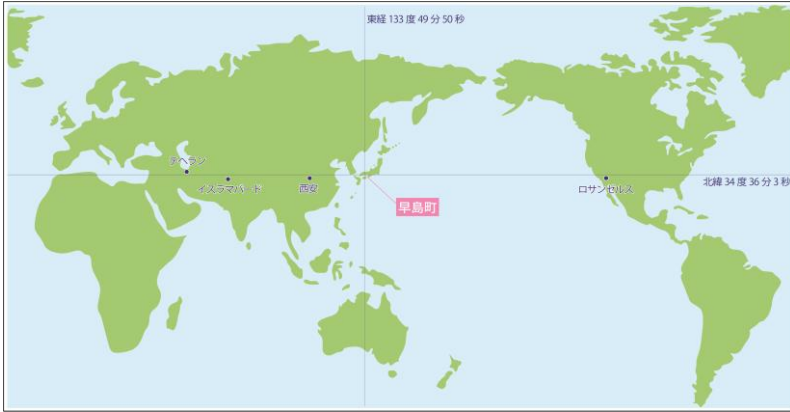 東経 133 度 49 分 50 秒
テヘラン
イスラマバード
西安
ロサンゼルス
北緯 34 度 36 分 3 秒
早島町